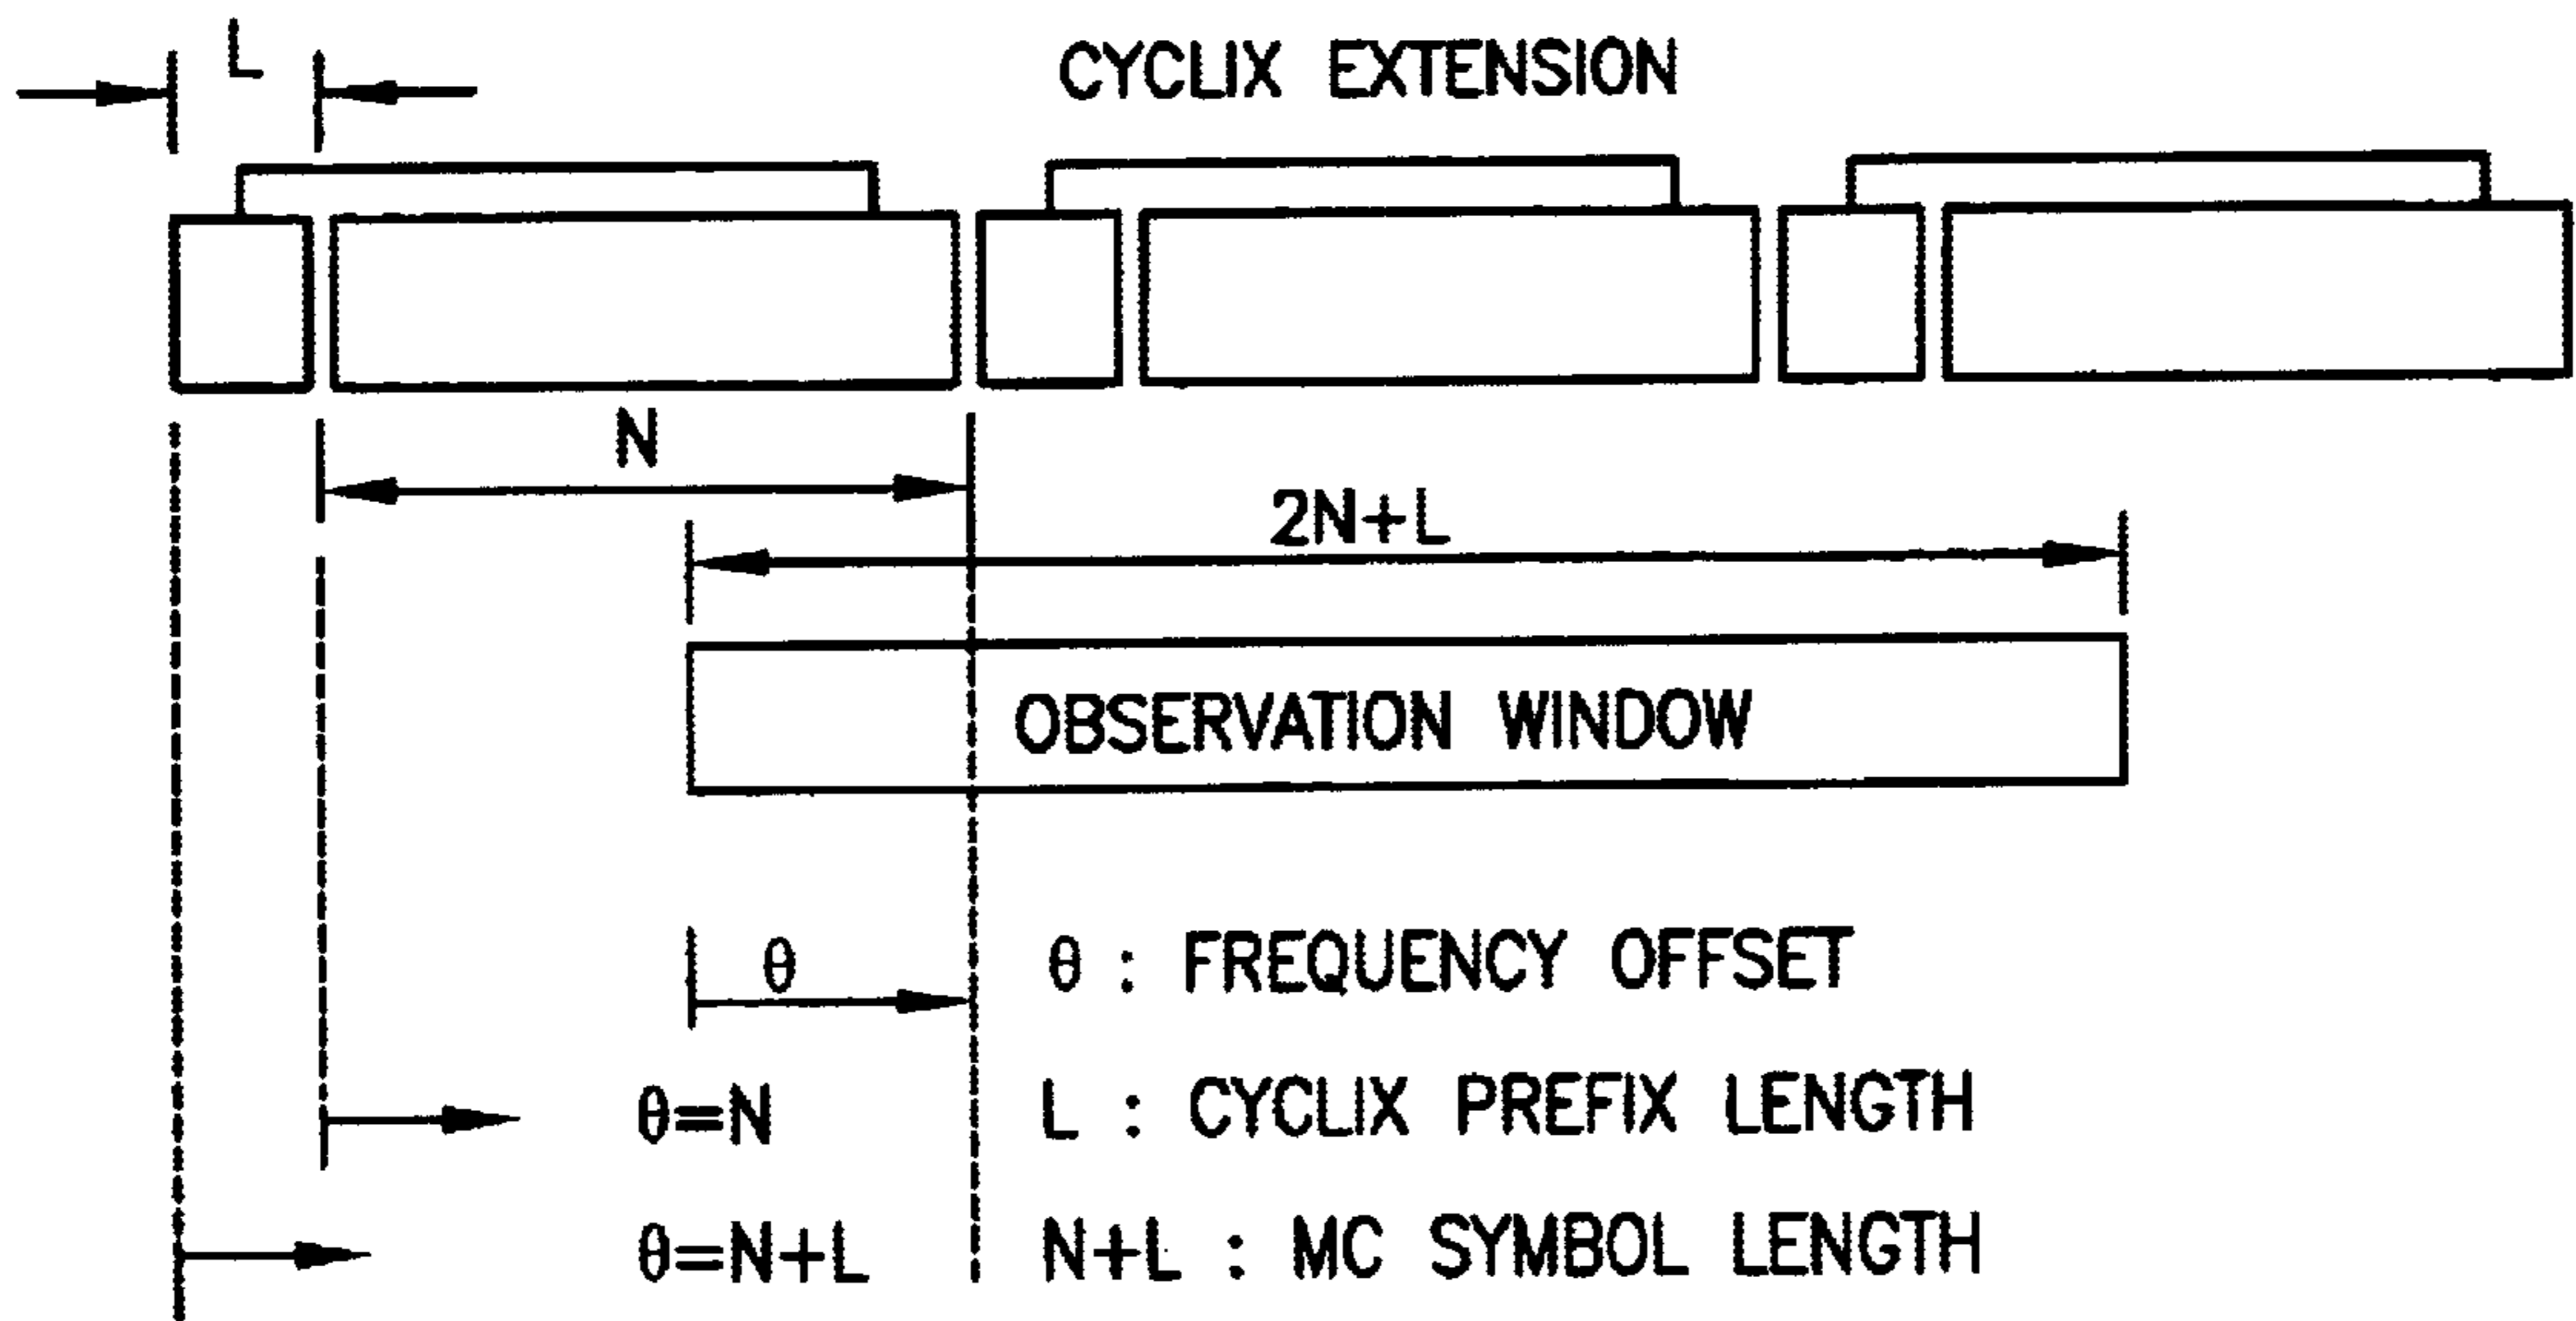 L
CYCLIX EXTENSION
N
2N+L
OBSERVATION WINDOW
θ
θ : FREQUENCY OFFSET
θ=N
L : CYCLIX PREFIX LENGTH
θ=N+L
N+L : MC SYMBOL LENGTH